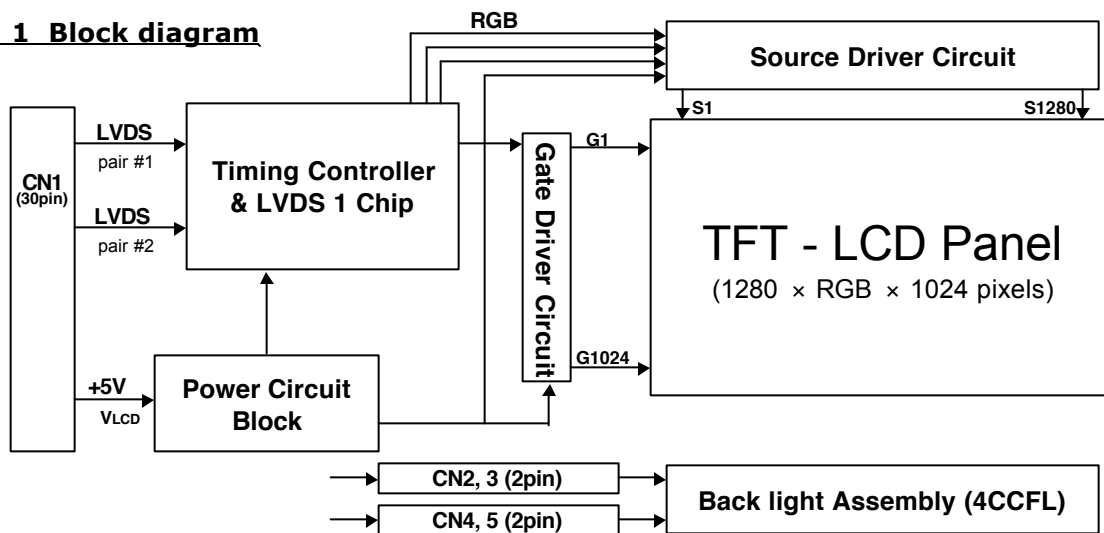 1 Block diagram
RGB
Source Driver Circuit
S1
S1280
CN1
(30pin)
LVDS
pair #1
LVDS
pair #2
Timing Controller
& LVDS 1 Chip
Gate Driver Circuit
G1
G1024
TFT - LCD Panel
(1280 × RGB × 1024 pixels)
+5V
VLCD
Power Circuit
Block
CN2, 3 (2pin)
CN4, 5 (2pin)
Back light Assembly (4CCFL)